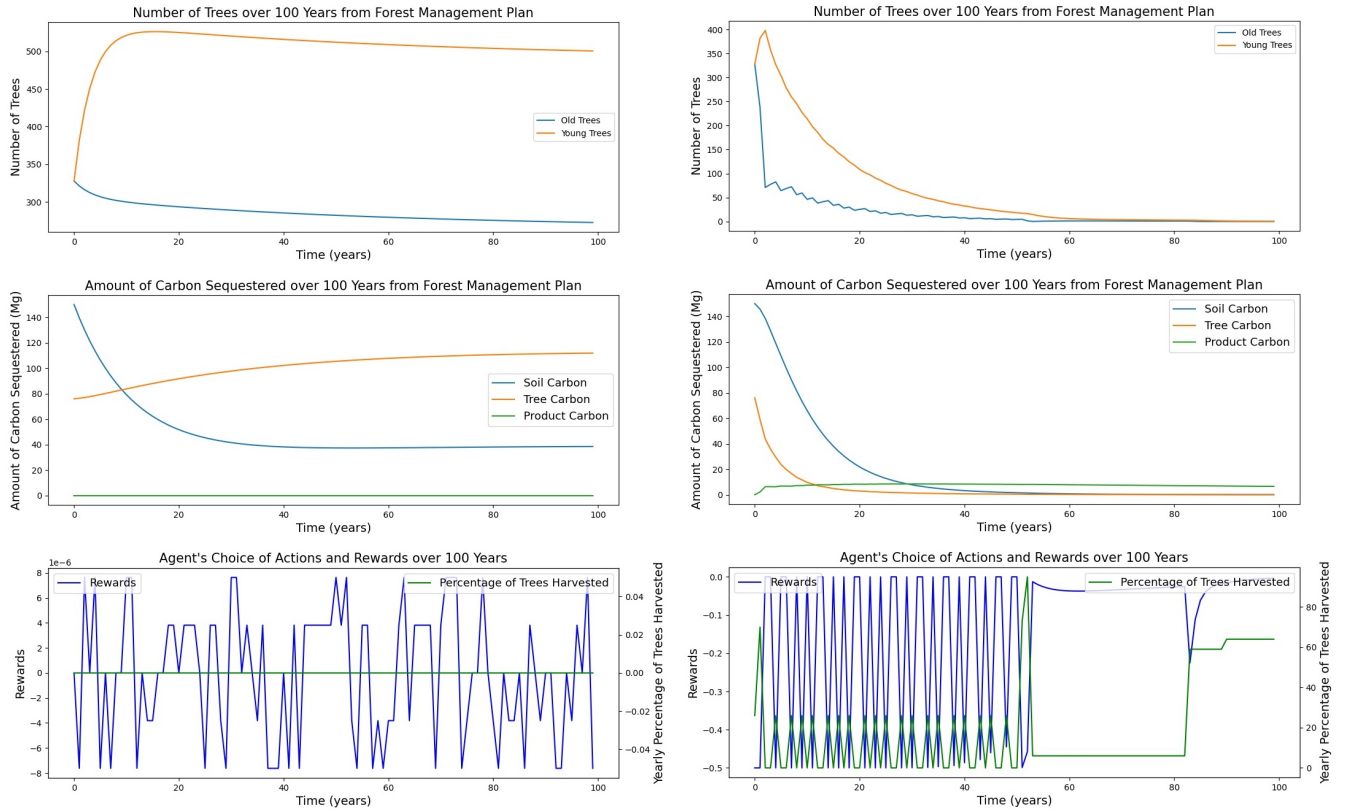 Number of Trees over 100 Years from Forest Management Plan
Number of Trees
500
450
400
350
300
Old Trees
Young Trees
0 20 40 60 80 100
Time (years)
Number of Trees over 100 Years from Forest Management Plan
Number of Trees
400
350
300
250
200
150
100
50
0
Old Trees
Young Trees
0 20 40 60 80 100
Time (years)
Amount of Carbon Sequestered over 100 Years from Forest Management Plan
Amount of Carbon Sequestered (Mg)
140
120
100
80
60
40
20
0
Soil Carbon
Tree Carbon
Product Carbon
0 20 40 60 80 100
Time (years)
Amount of Carbon Sequestered over 100 Years from Forest Management Plan
Amount of Carbon Sequestered (Mg)
140
120
100
80
60
40
20
0
Soil Carbon
Tree Carbon
Product Carbon
0 20 40 60 80 100
Time (years)
Agent's Choice of Actions and Rewards over 100 Years
1e−6
Rewards
8
6
4
2
0
−2
−4
−6
−8
Rewards
Percentage of Trees Harvested
0.04
0.02
0.00
−0.02
−0.04
Yearly Percentage of Trees Harvested
0 20 40 60 80 100
Time (years)
Agent's Choice of Actions and Rewards over 100 Years
Rewards
0.0
−0.1
−0.2
−0.3
−0.4
−0.5
Rewards
Percentage of Trees Harvested
80
60
40
20
0
Yearly Percentage of Trees Harvested
0 20 40 60 80 100
Time (years)